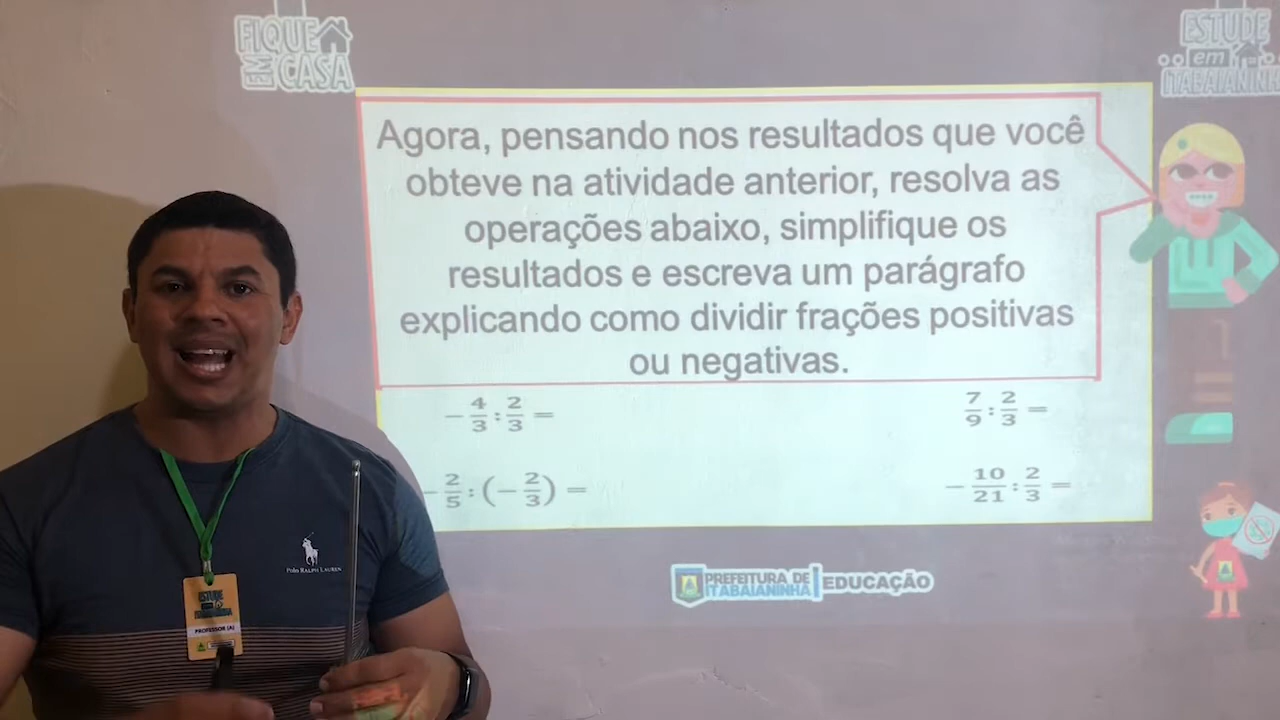 FIQUE
EM CASA
ESTUDE
em
ITABAIANINHA
Agora, pensando nos resultados que você
obteve na atividade anterior, resolva as
operações abaixo, simplifique os
resultados e escreva um parágrafo
explicando como dividir frações positivas
ou negativas.
-4/3 : 2/3 =
7/9 : 2/3 =
-2/5 : (-2/3) =
-10/21 : 2/3 =
PREFEITURA DE
ITABAIANINHA
EDUCAÇÃO
Polo RALPH LAUREN
ESTUDE
em
ITABAIANINHA
PROFESSOR (A)